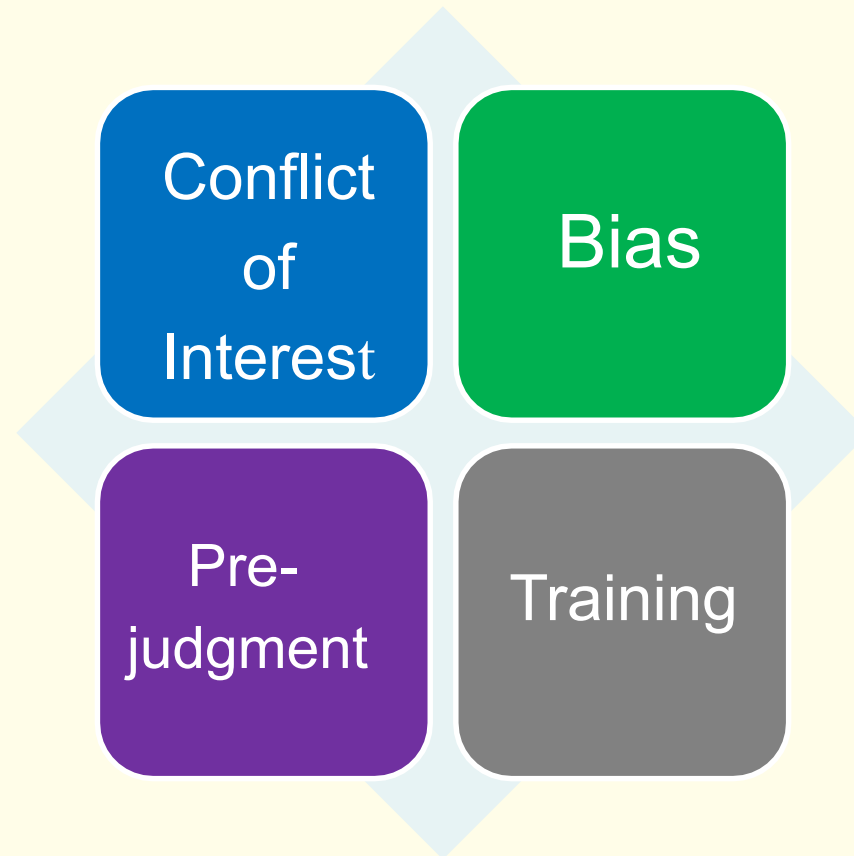 Conflict
of
Interest
Bias
Pre-
judgment
Training